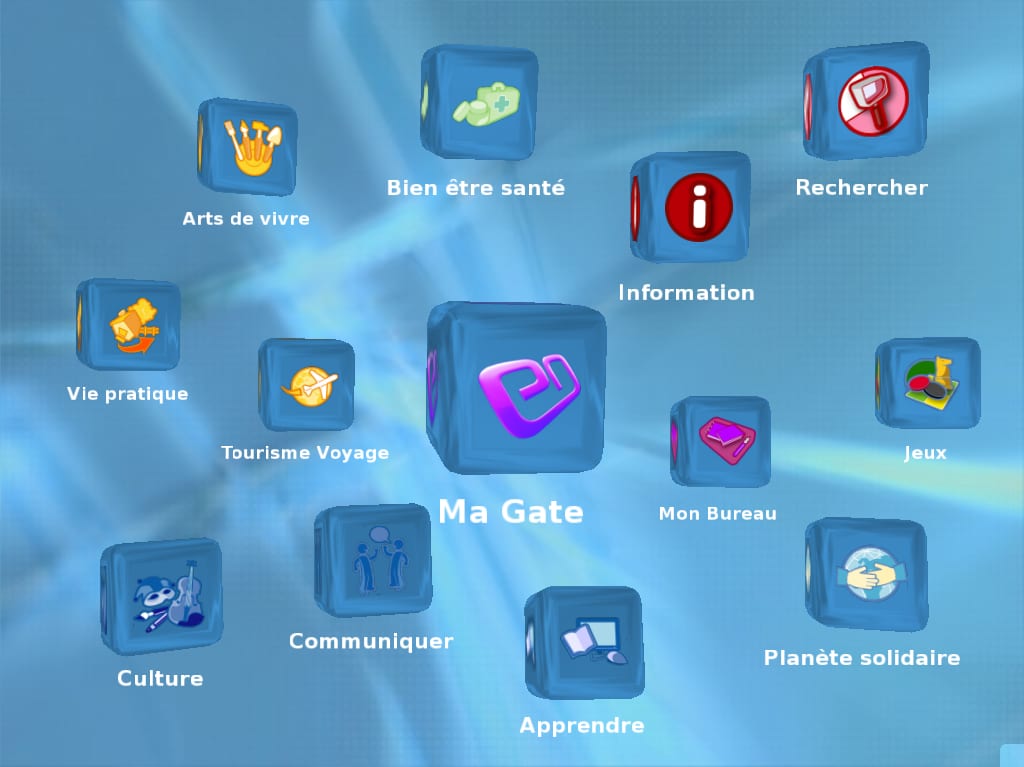 Bien être santé
Rechercher
Arts de vivre
Information
Vie pratique
Tourisme Voyage
Jeux
Ma Gate
Mon Bureau
Communiquer
Planète solidaire
Culture
Apprendre